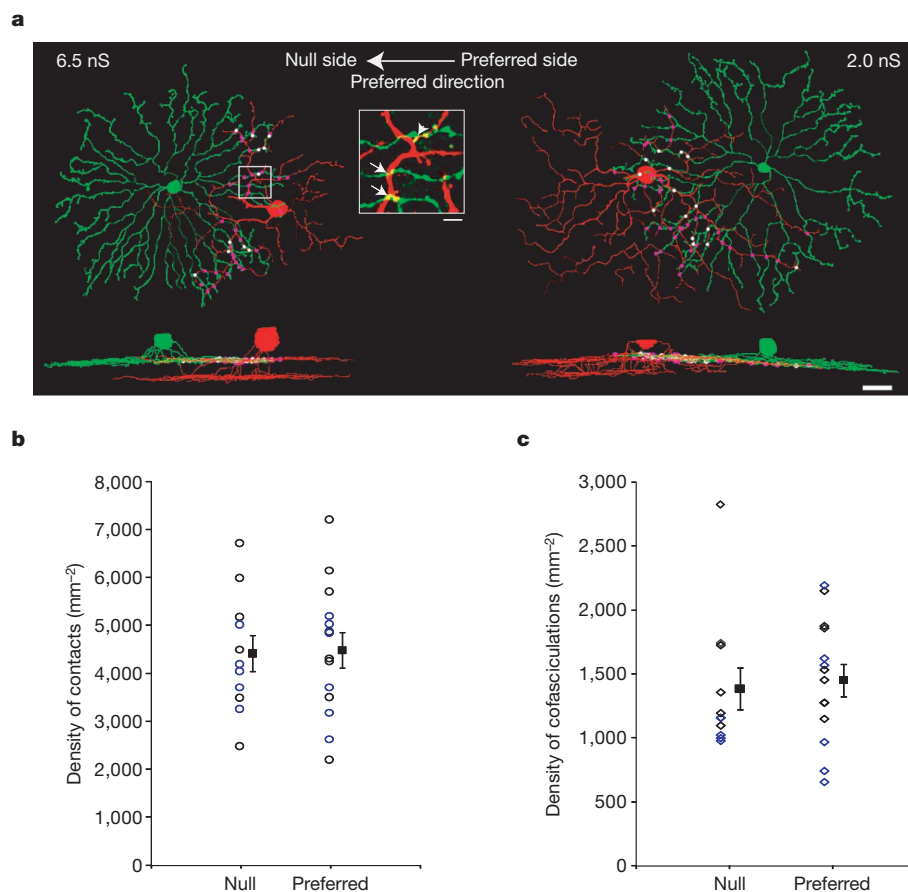 a
6.5 nS
Null side
Preferred side
2.0 nS
Preferred direction
b
8,000
7,000
6,000
5,000
4,000
3,000
2,000
1,000
0
Density of contacts (mm⁻²)
Null
Preferred
c
3,000
2,500
2,000
1,500
1,000
500
0
Density of cofasciculations (mm⁻²)
Null
Preferred